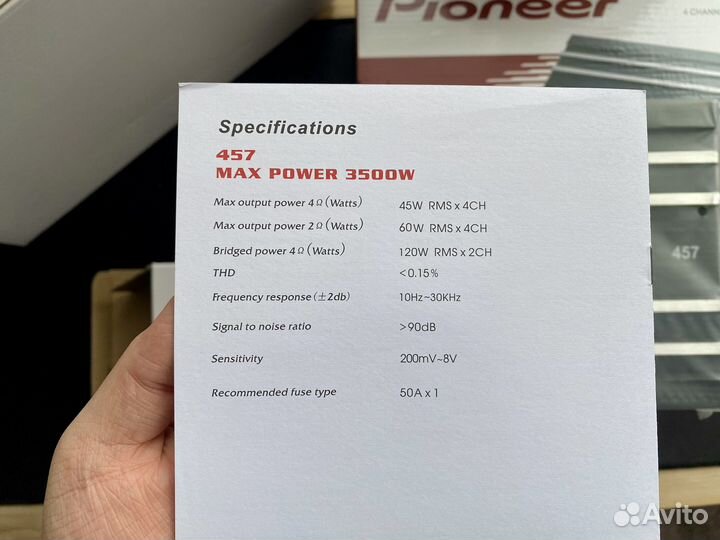 Pioneer
4 CHANN
Specifications
457
MAX POWER 3500W
Max output power 4Ω(Watts) 45W RMS x 4CH
Max output power 2Ω(Watts) 60W RMS x 4CH
Bridged power 4Ω(Watts) 120W RMS x 2CH
THD <0.15%
Frequency response(±2db) 10Hz~30KHz
Signal to noise ratio >90dB
Sensitivity 200mV~8V
Recommended fuse type 50A x 1
457
Avito